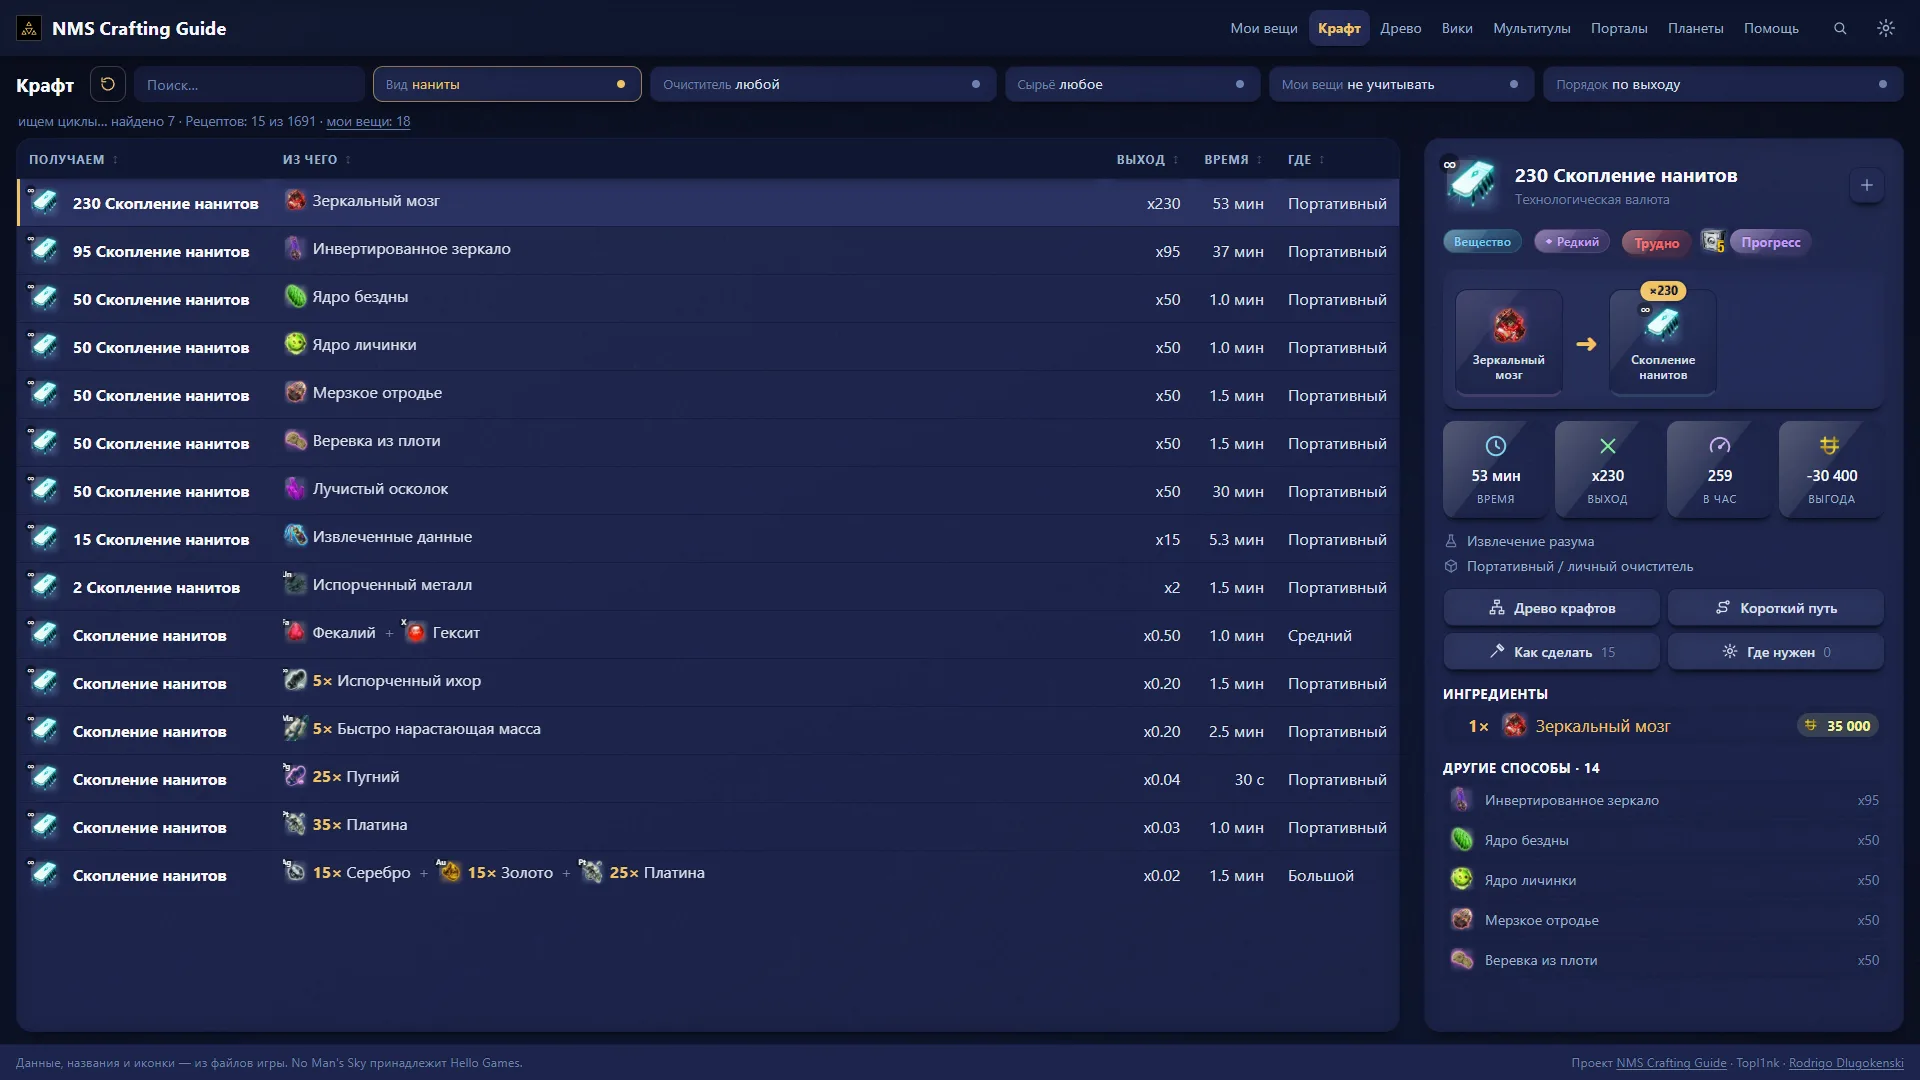 NMS Crafting Guide
Мои вещи Крафт Древо Вики Мультитулы Порталы Планеты Помощь
Крафт Поиск... Вид наниты Очиститель любой Сырьё любое Мои вещи не учитывать Порядок по выходу
ищем циклы... найдено 7 · Рецептов: 15 из 1691 · мои вещи: 18
ПОЛУЧАЕМ ИЗ ЧЕГО ВЫХОД ВРЕМЯ ГДЕ
230 Скопление нанитов Зеркальный мозг x230 53 мин Портативный
95 Скопление нанитов Инвертированное зеркало x95 37 мин Портативный
50 Скопление нанитов Ядро бездны x50 1.0 мин Портативный
50 Скопление нанитов Ядро личинки x50 1.0 мин Портативный
50 Скопление нанитов Мерзкое отродье x50 1.5 мин Портативный
50 Скопление нанитов Веревка из плоти x50 1.5 мин Портативный
50 Скопление нанитов Лучистый осколок x50 30 мин Портативный
15 Скопление нанитов Извлеченные данные x15 5.3 мин Портативный
2 Скопление нанитов Испорченный металл x2 1.5 мин Портативный
Скопление нанитов Фекалий + Гексит x0.50 1.0 мин Средний
Скопление нанитов 5× Испорченный ихор x0.20 1.5 мин Портативный
Скопление нанитов 5× Быстро нарастающая масса x0.20 2.5 мин Портативный
Скопление нанитов 25× Пугний x0.04 30 с Портативный
Скопление нанитов 35× Платина x0.03 1.0 мин Портативный
Скопление нанитов 15× Серебро + 15× Золото + 25× Платина x0.02 1.5 мин Большой
230 Скопление нанитов
Технологическая валюта
Вещество Редкий Трудно 5 Прогресс
×230
Зеркальный мозг → Скопление нанитов
53 мин x230 259 -30 400
ВРЕМЯ ВЫХОД В ЧАС ВЫГОДА
Извлечение разума
Портативный / личный очиститель
Древо крафтов Короткий путь
Как сделать 15 Где нужен 0
ИНГРЕДИЕНТЫ
1× Зеркальный мозг 35 000
ДРУГИЕ СПОСОБЫ · 14
Инвертированное зеркало x95
Ядро бездны x50
Ядро личинки x50
Мерзкое отродье x50
Веревка из плоти x50
Данные, названия и иконки — из файлов игры. No Man's Sky принадлежит Hello Games.
Проект NMS Crafting Guide · Topl1nk · Rodrigo Dlugokenski